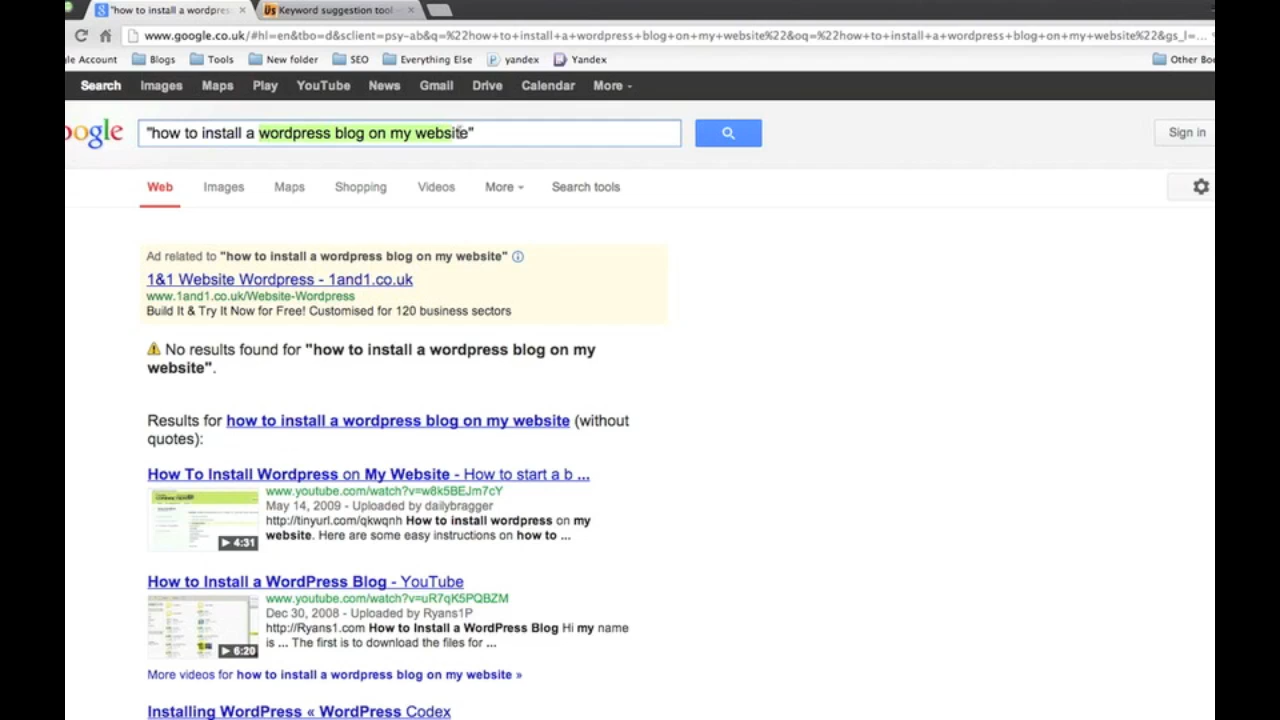 "how to install a wordpres
Keyword suggestion tool
www.google.co.uk/#hl=en&tbo=d&sclient=psy-ab&q=%22how+to+install+a+wordpress+blog+on+my+website%22&oq=%22how+to+install+a+wordpress+blog+on+my+website%22&gs_l=...
le Account Blogs Tools New folder SEO Everything Else yandex Yandex Other Bo
Search Images Maps Play YouTube News Gmail Drive Calendar More
oogle "how to install a wordpress blog on my website" Sign in
Web Images Maps Shopping Videos More Search tools
Ad related to "how to install a wordpress blog on my website"
1&1 Website Wordpress - 1and1.co.uk
www.1and1.co.uk/Website-Wordpress
Build It & Try It Now for Free! Customised for 120 business sectors
No results found for "how to install a wordpress blog on my
website".
Results for how to install a wordpress blog on my website (without
quotes):
How To Install Wordpress on My Website - How to start a b ...
www.youtube.com/watch?v=w8k5BEJm7cY
May 14, 2009 - Uploaded by dailybragger
http://tinyurl.com/qkwqnh How to install wordpress on my
website. Here are some easy instructions on how to ...
4:31
How to Install a WordPress Blog - YouTube
www.youtube.com/watch?v=uR7qK5PQBZM
Dec 30, 2008 - Uploaded by Ryans1P
http://Ryans1.com How to Install a WordPress Blog Hi my name
is ... The first is to download the files for ...
6:20
More videos for how to install a wordpress blog on my website »
Installing WordPress « WordPress Codex